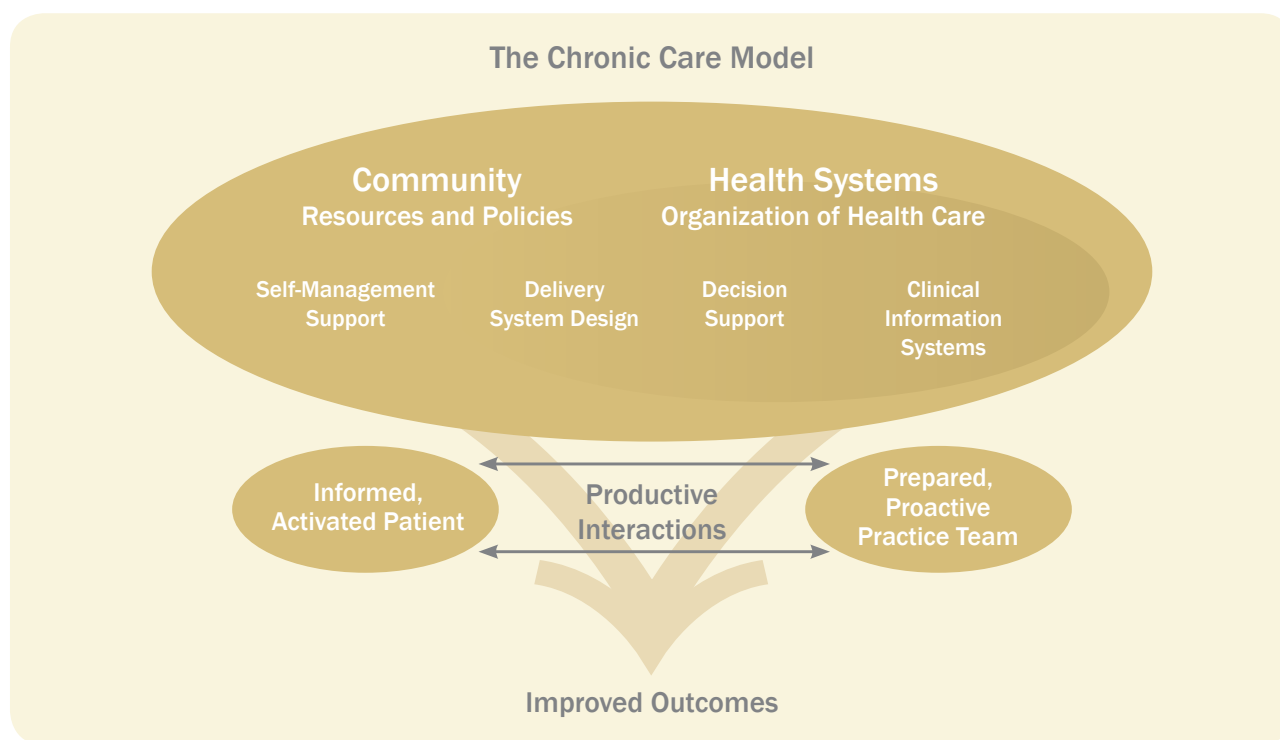 The Chronic Care Model
Community
Resources and Policies
Health Systems
Organization of Health Care
Self-Management
Support
Delivery
System Design
Decision
Support
Clinical
Information
Systems
Informed,
Activated Patient
Productive
Interactions
Prepared,
Proactive
Practice Team
Improved Outcomes